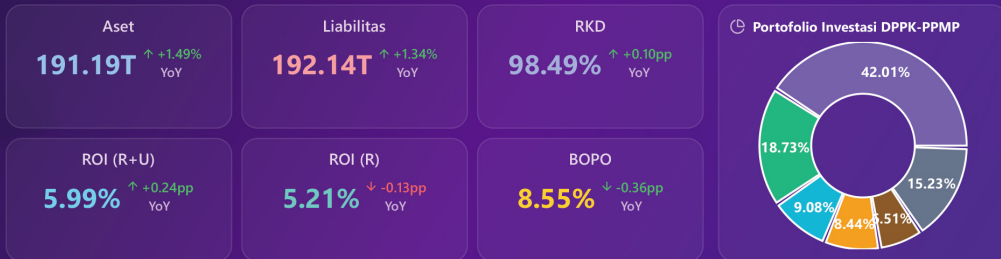 Aset
191.19T ↑ +1.49%
YoY
Liabilitas
192.14T ↑ +1.34%
YoY
RKD
98.49% ↑ +0.10pp
YoY
ROI (R+U)
5.99% ↑ +0.24pp
YoY
ROI (R)
5.21% ↓ -0.13pp
YoY
BOPO
8.55% ↓ -0.36pp
YoY
Portofolio Investasi DPPK-PPMP
42.01%
18.73%
15.23%
9.08%
8.44%
5.51%